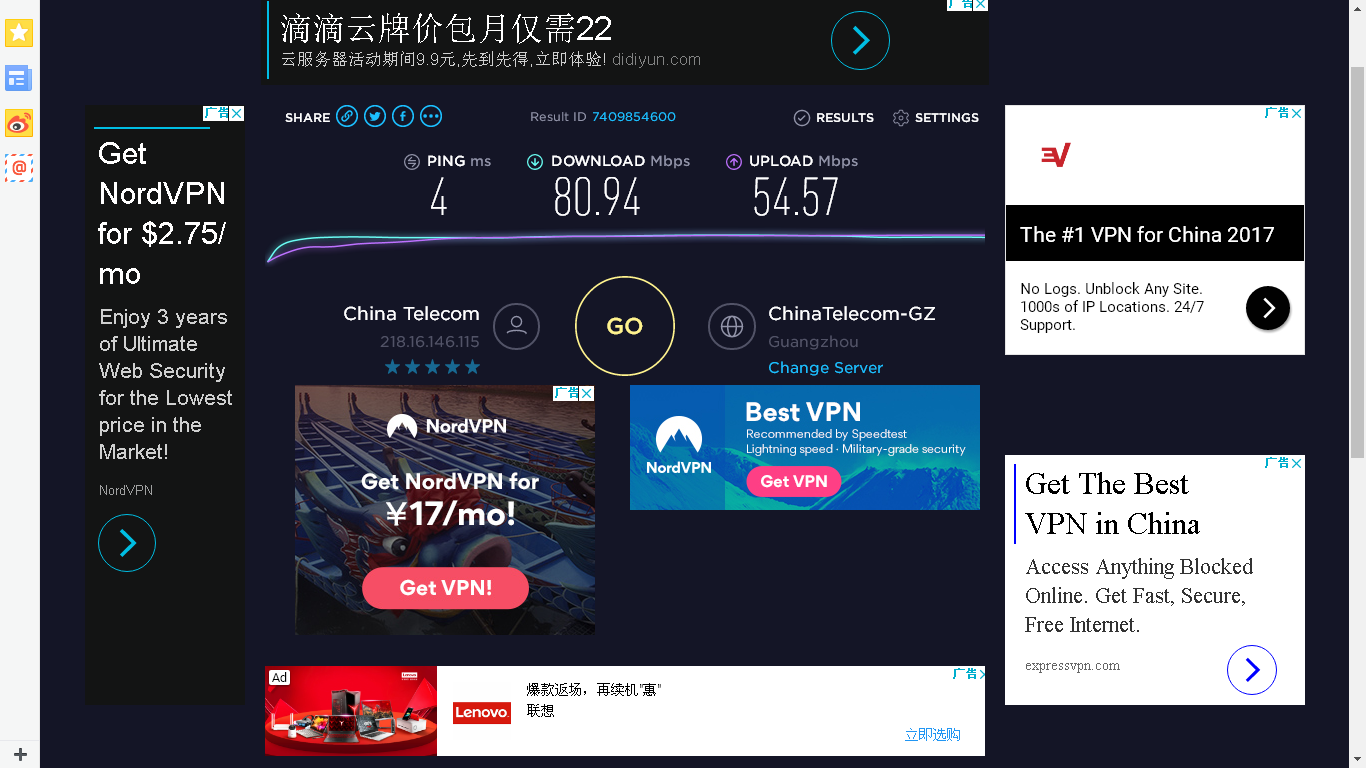 滴滴云牌价包月仅需22
云服务器活动期间9.9元,先到先得,立即体验! didiyun.com
广告
SHARE
Result ID 7409854600
RESULTS
SETTINGS
PING ms
DOWNLOAD Mbps
UPLOAD Mbps
4
80.94
54.57
China Telecom
218.16.146.115
GO
ChinaTelecom-GZ
Guangzhou
Change Server
广告
Get
NordVPN
for $2.75/
mo
Enjoy 3 years
of Ultimate
Web Security
for the Lowest
price in the
Market!
NordVPN
广告
NordVPN
Get NordVPN for
¥17/mo!
Get VPN!
NordVPN
Best VPN
Recommended by Speedtest
Lightning speed · Military-grade security
Get VPN
广告
The #1 VPN for China 2017
No Logs. Unblock Any Site.
1000s of IP Locations. 24/7
Support.
广告
Get The Best
VPN in China
Access Anything Blocked
Online. Get Fast, Secure,
Free Internet.
expressvpn.com
Ad
Lenovo
爆款返场，再续机"惠"
联想
立即选购
广告